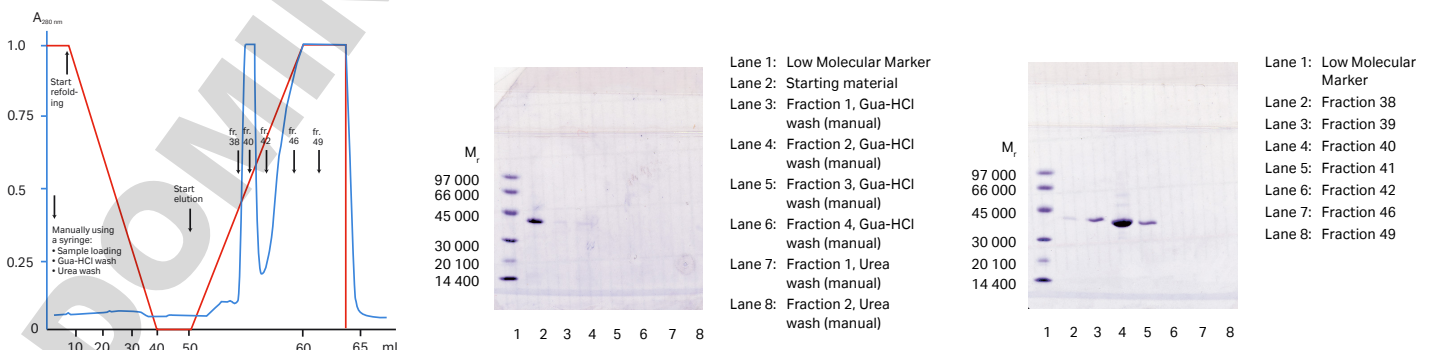 A280 nm
1.0
0.75
0.5
0.25
0
Start
refold-
ing
Manually using
a syringe:
• Sample loading
• Gua-HCl wash
• Urea wash
Start
elution
fr.
38
fr.
40
fr.
42
fr.
46
fr.
49
10 20 30 40 50 60 65 ml
DOMI
Mr
97 000
66 000
45 000
30 000
20 100
14 400
1 2 3 4 5 6 7 8
Lane 1: Low Molecular Marker
Lane 2: Starting material
Lane 3: Fraction 1, Gua-HCl
wash (manual)
Lane 4: Fraction 2, Gua-HCl
wash (manual)
Lane 5: Fraction 3, Gua-HCl
wash (manual)
Lane 6: Fraction 4, Gua-HCl
wash (manual)
Lane 7: Fraction 1, Urea
wash (manual)
Lane 8: Fraction 2, Urea
wash (manual)
Mr
97 000
66 000
45 000
30 000
20 100
14 400
1 2 3 4 5 6 7 8
Lane 1: Low Molecular
Marker
Lane 2: Fraction 38
Lane 3: Fraction 39
Lane 4: Fraction 40
Lane 5: Fraction 41
Lane 6: Fraction 42
Lane 7: Fraction 46
Lane 8: Fraction 49